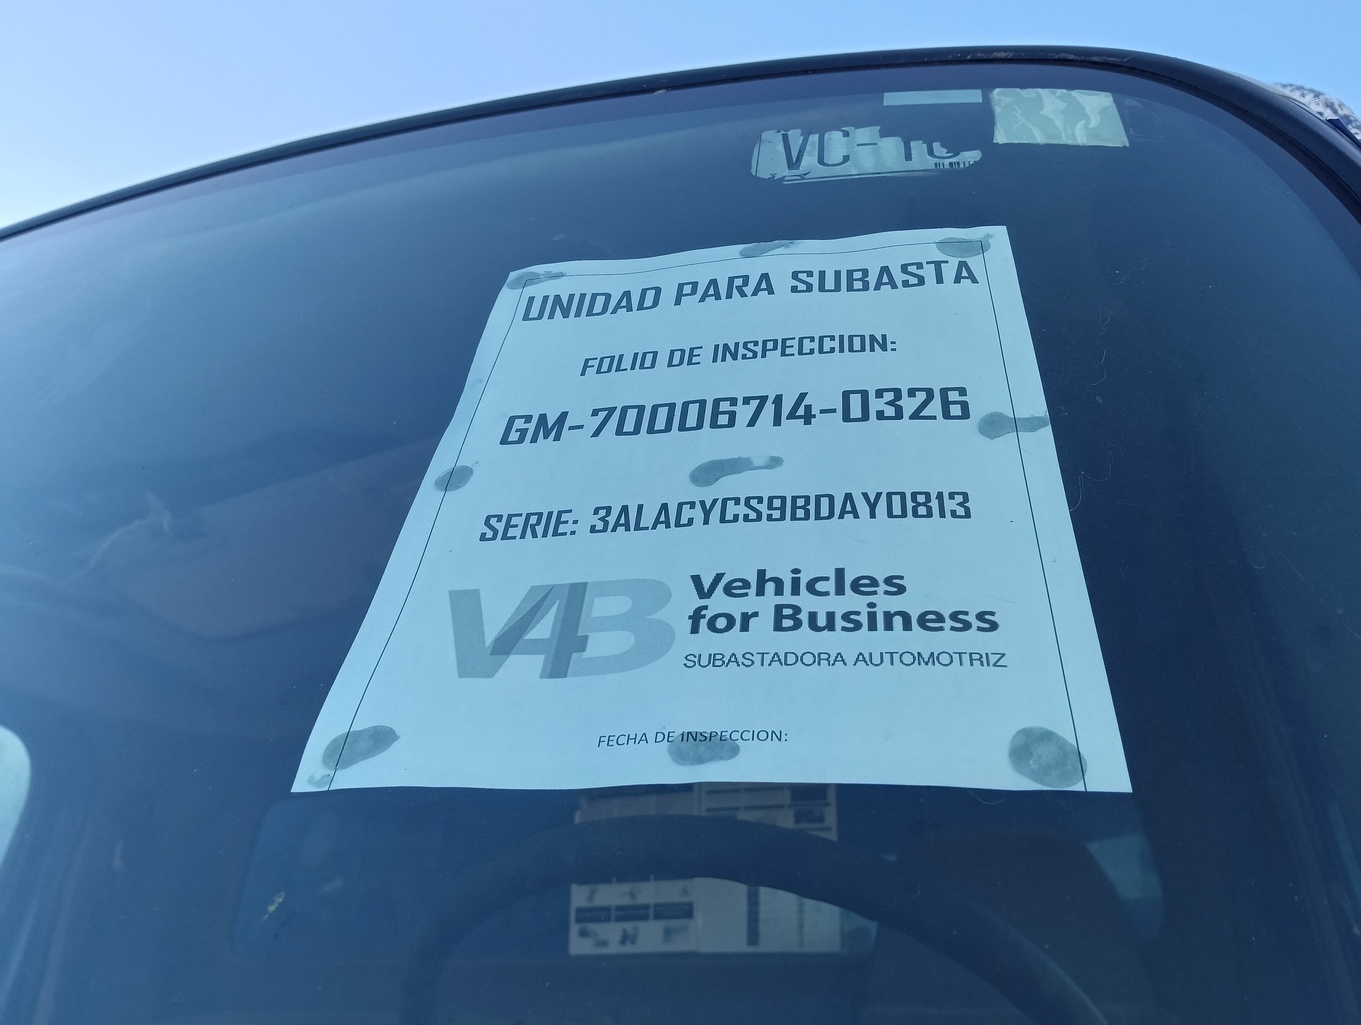 VC-
UNIDAD PARA SUBASTA
FOLIO DE INSPECCION:
GM-70006714-0326
SERIE: 3ALACYCS9BDAY0813
V4B
Vehicles
for Business
SUBASTADORA AUTOMOTRIZ
FECHA DE INSPECCION: